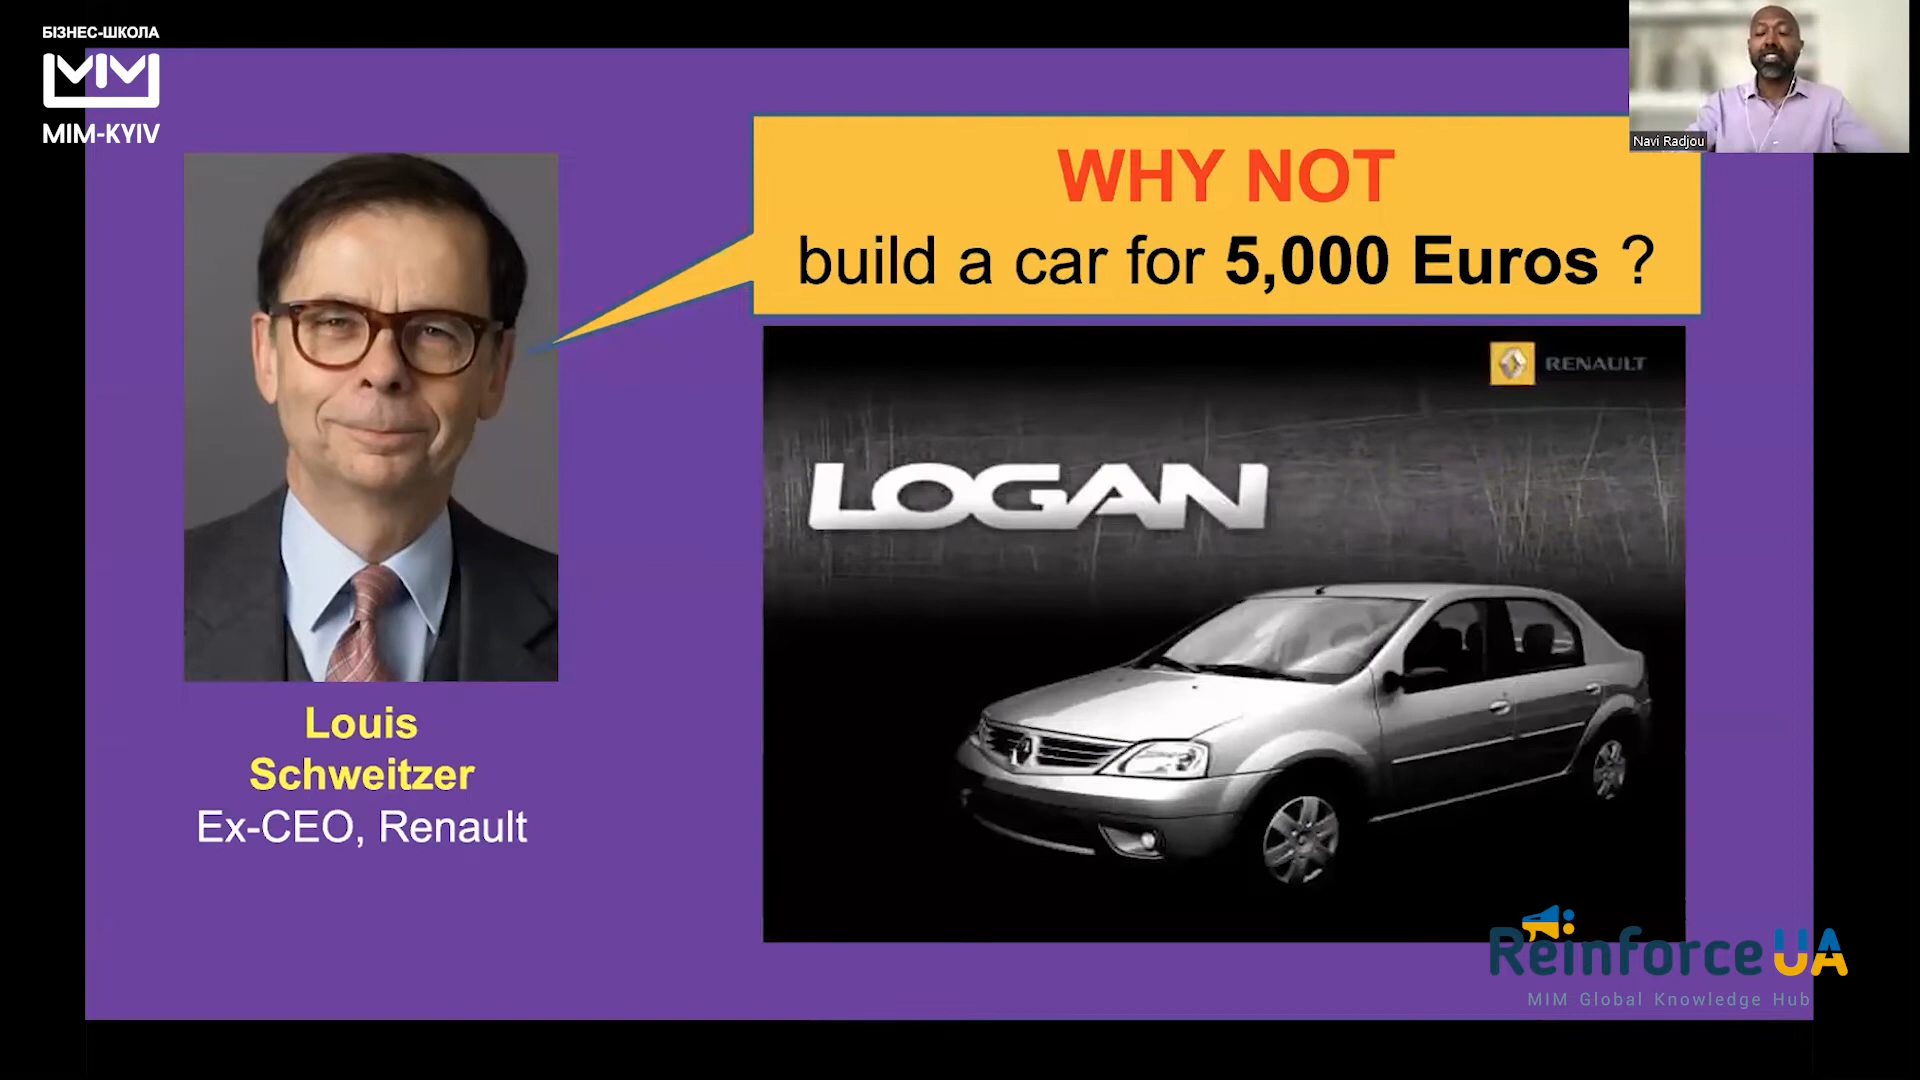 БІЗНЕС-ШКОЛА
MIM
MIM-KYIV
Navi Radjou
WHY NOT
build a car for 5,000 Euros ?
RENAULT
LOGAN
Louis
Schweitzer
Ex-CEO, Renault
ReinforceUA
MIM Global Knowledge Hub